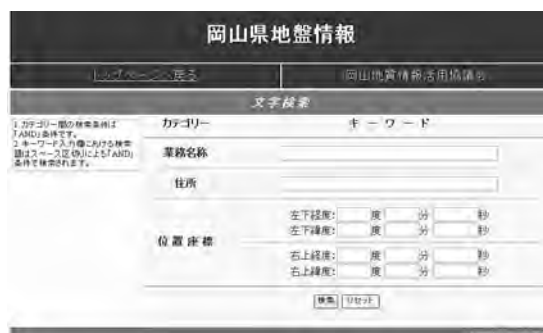 岡山県地盤情報
トップページへ戻る
岡山地質情報活用協議会
文字検索
1.カテゴリー間の検索条件は
「AND」条件です。
2.キーワード入力欄における検索
語はスペース区切りによる「AND」
条件で検索されます。
カテゴリー
キーワード
業務名称
住所
位置座標
左下経度: 度 分 秒
左下緯度: 度 分 秒
右上経度: 度 分 秒
右上緯度: 度 分 秒
検索 リセット